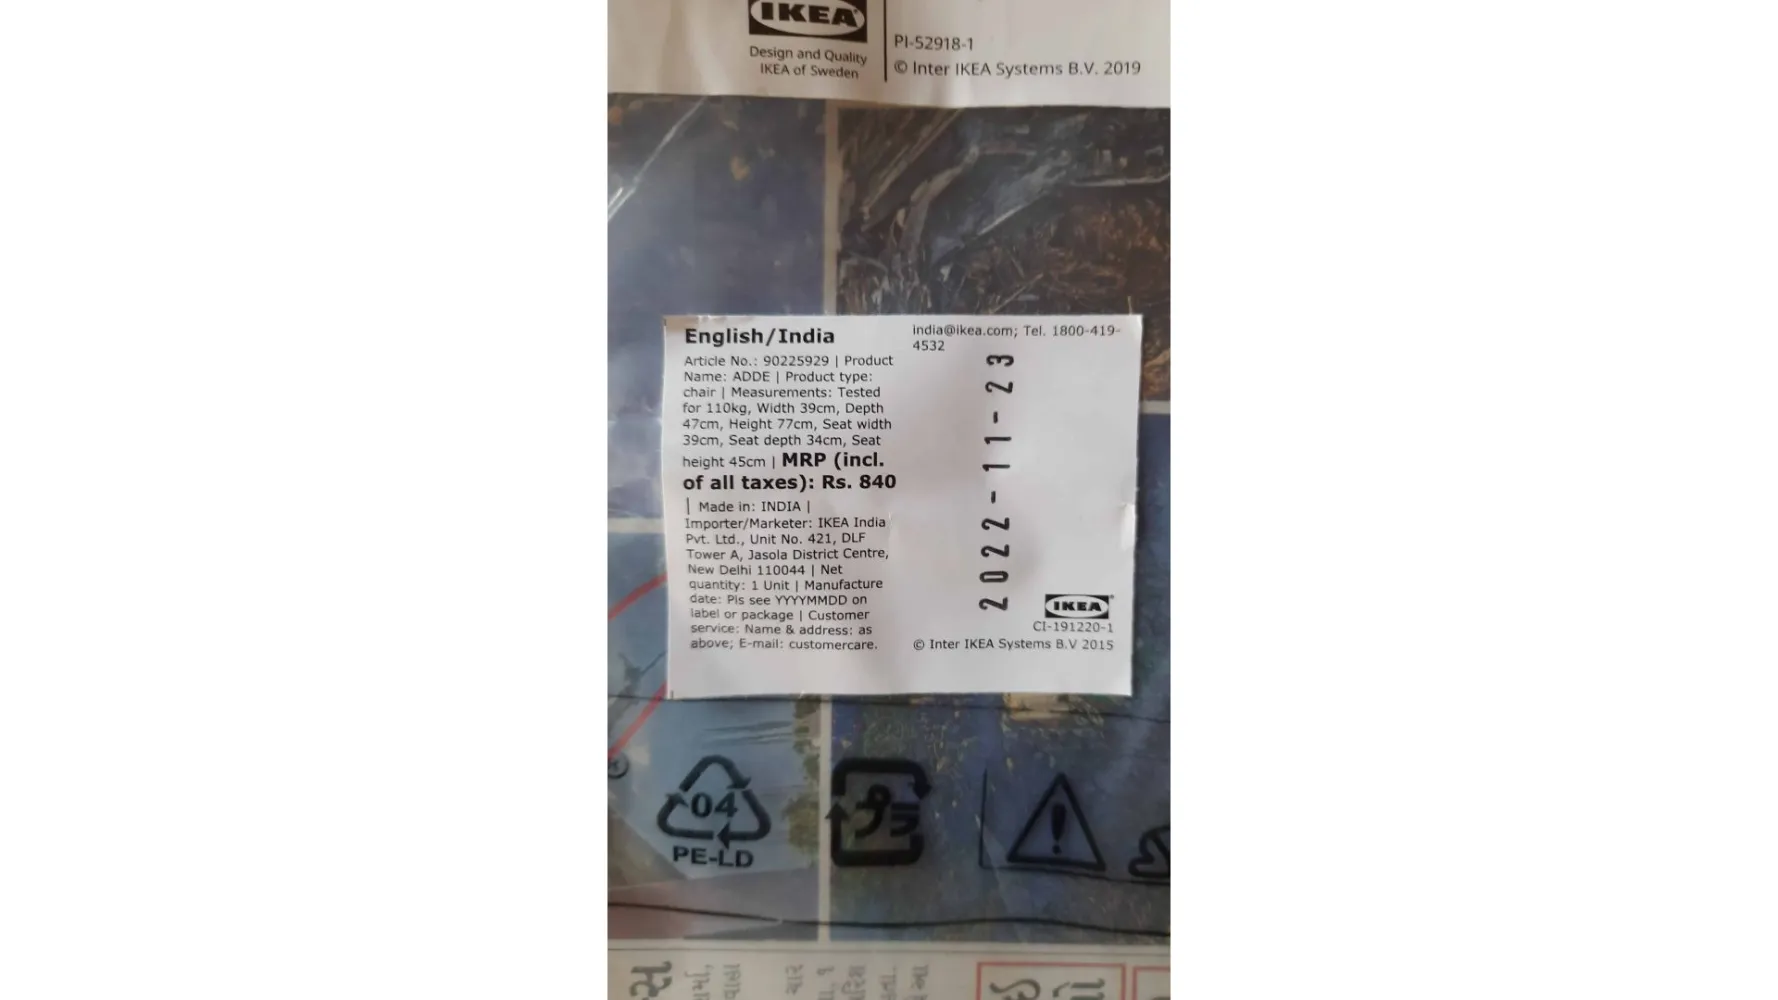 IKEA
Design and Quality
IKEA of Sweden
PI-52918-1
© Inter IKEA Systems B.V. 2019
English/India
Article No.: 90225929 | Product
Name: ADDE | Product type:
chair | Measurements: Tested
for 110kg, Width 39cm, Depth
47cm, Height 77cm, Seat width
39cm, Seat depth 34cm, Seat
height 45cm | MRP (incl.
of all taxes): Rs. 840
| Made in: INDIA |
Importer/Marketer: IKEA India
Pvt. Ltd., Unit No. 421, DLF
Tower A, Jasola District Centre,
New Delhi 110044 | Net
quantity: 1 Unit | Manufacture
date: Pls see YYYYMMDD on
label or package | Customer
service: Name & address: as
above; E-mail: customercare.
india@ikea.com; Tel. 1800-419-
4532
2022-11-23
IKEA
CI-191220-1
© Inter IKEA Systems B.V 2015
04
PE-LD
プラ